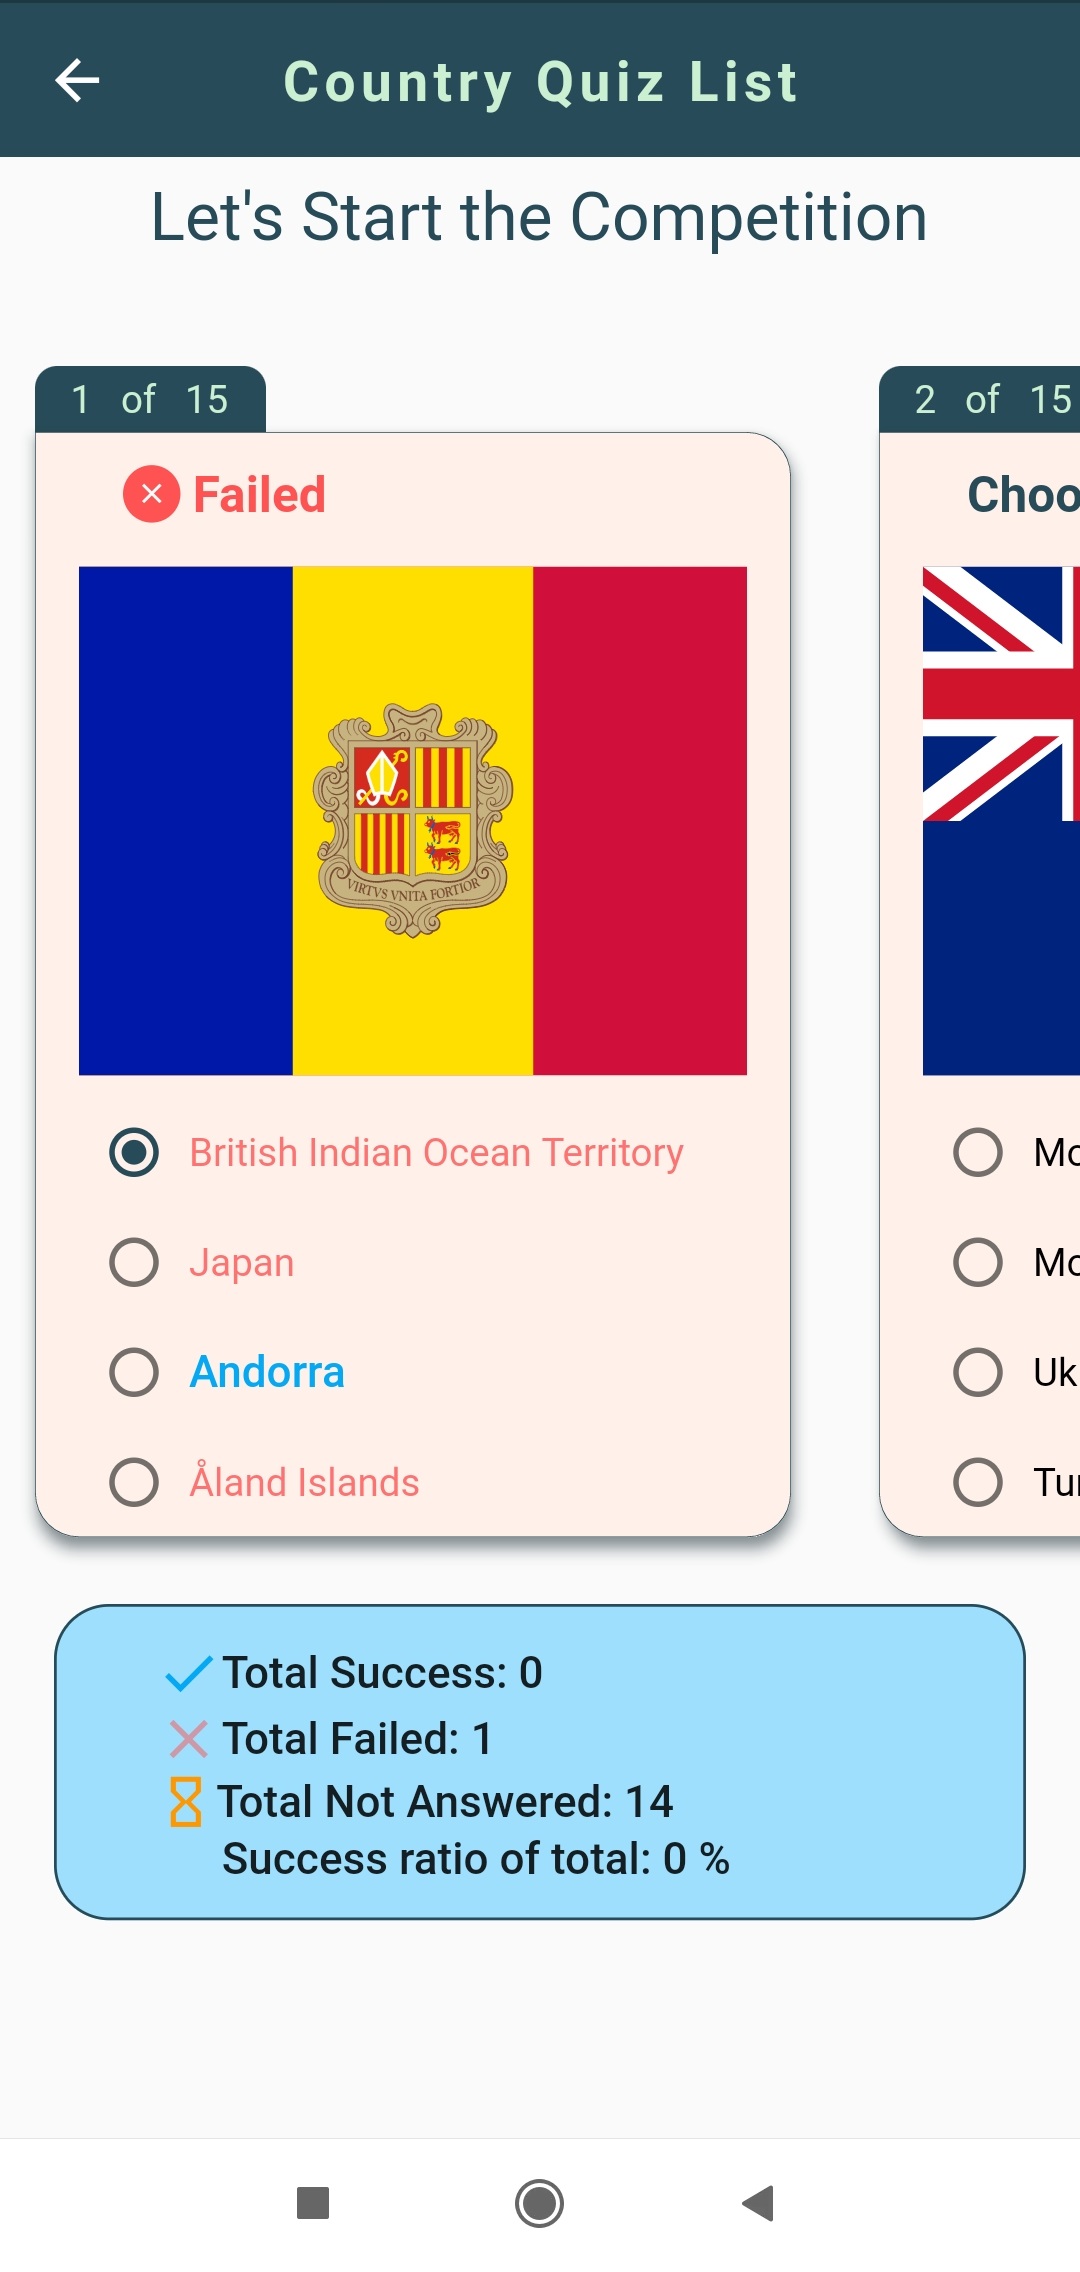 Country Quiz List
Let's Start the Competition
1 of 15
Failed
VIRTVS VNITA FORTIOR
British Indian Ocean Territory
Japan
Andorra
Åland Islands
2 of 15
Choo
Mo
Mo
Uk
Tur
Total Success: 0
Total Failed: 1
Total Not Answered: 14
Success ratio of total: 0 %